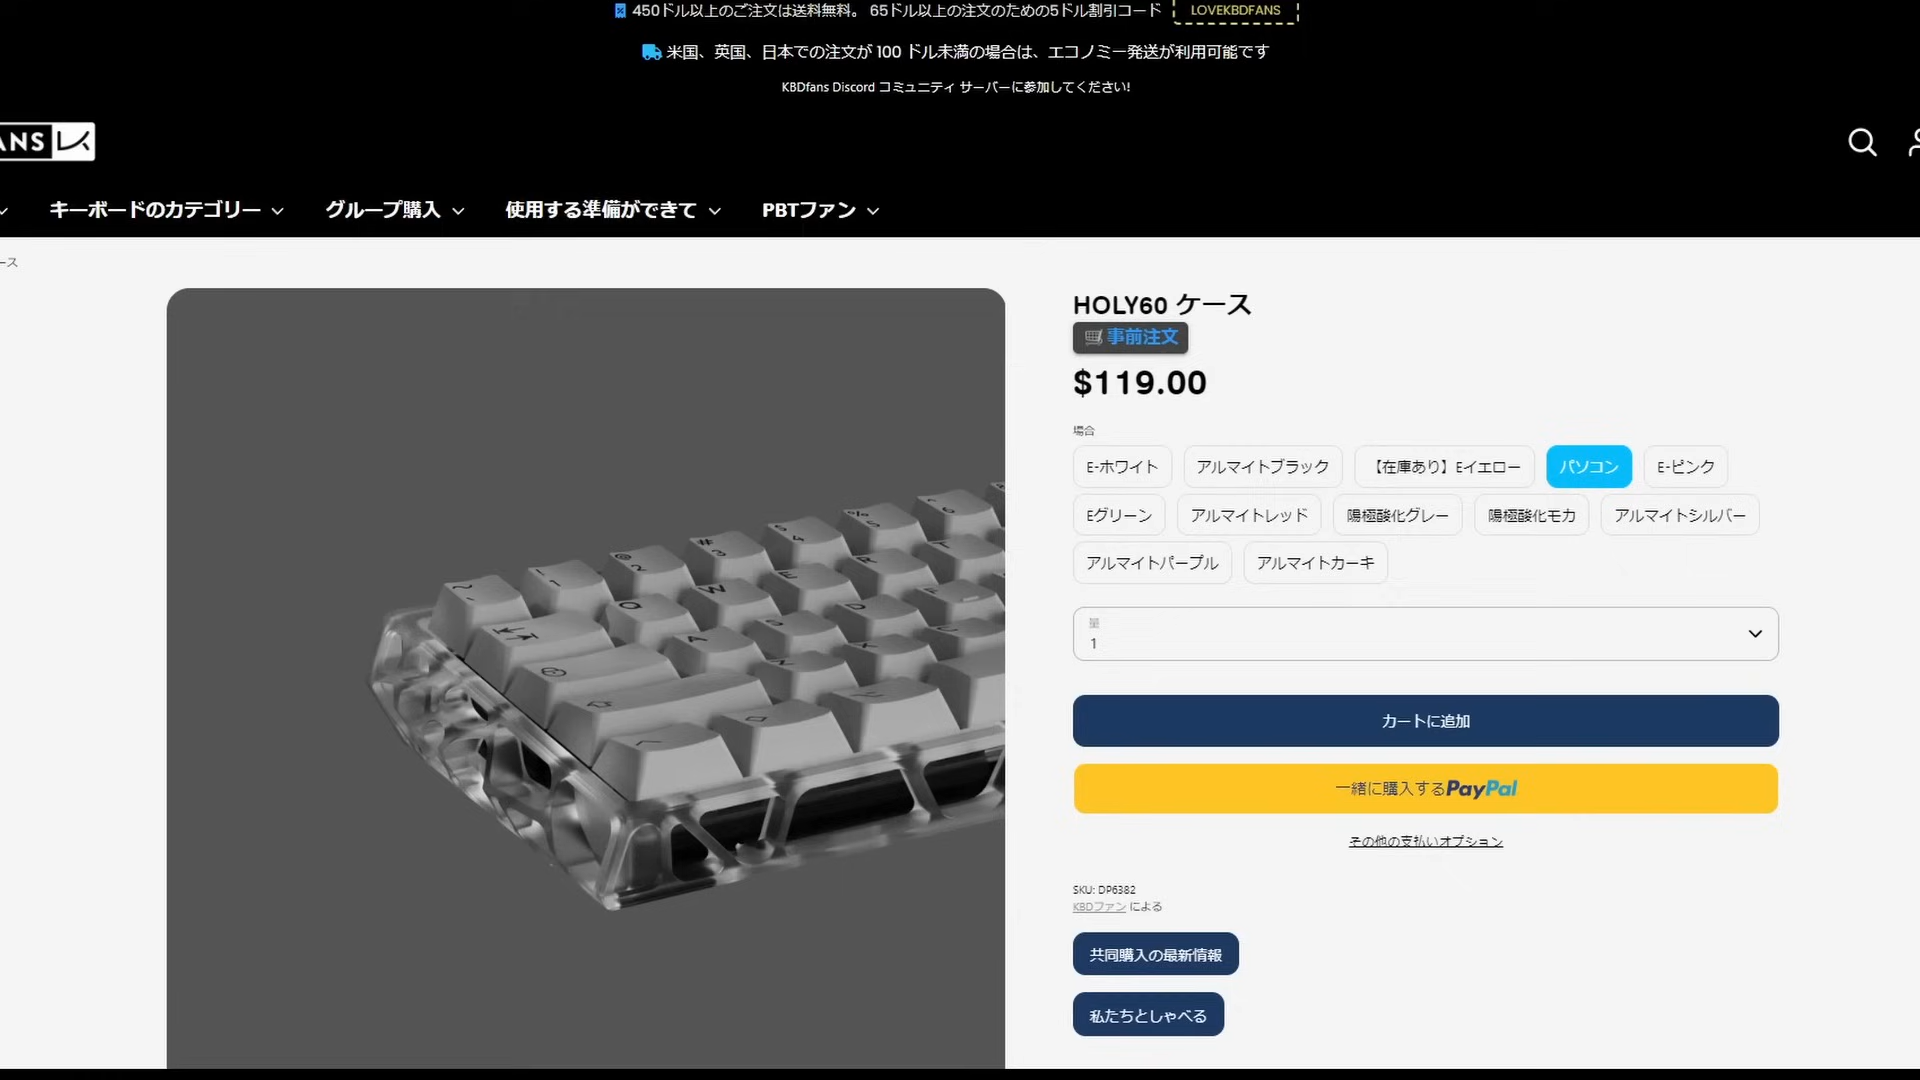 450ドル以上のご注文は送料無料。 65ドル以上の注文のための5ドル割引コード LOVEKBDFANS
米国、英国、日本での注文が 100 ドル未満の場合は、エコノミー発送が利用可能です
KBDfans Discord コミュニティ サーバーに参加してください!
ANS
キーボードのカテゴリー グループ購入 使用する準備ができて PBTファン
ース
HOLY60 ケース
事前注文
$119.00
場合
E-ホワイト アルマイトブラック 【在庫あり】Eイエロー パソコン E-ピンク
Eグリーン アルマイトレッド 陽極酸化グレー 陽極酸化モカ アルマイトシルバー
アルマイトパープル アルマイトカーキ
量
1
カートに追加
一緒に購入するPayPal
その他の支払いオプション
SKU: DP6382
KBDファン による
共同購入の最新情報
私たちとしゃべる